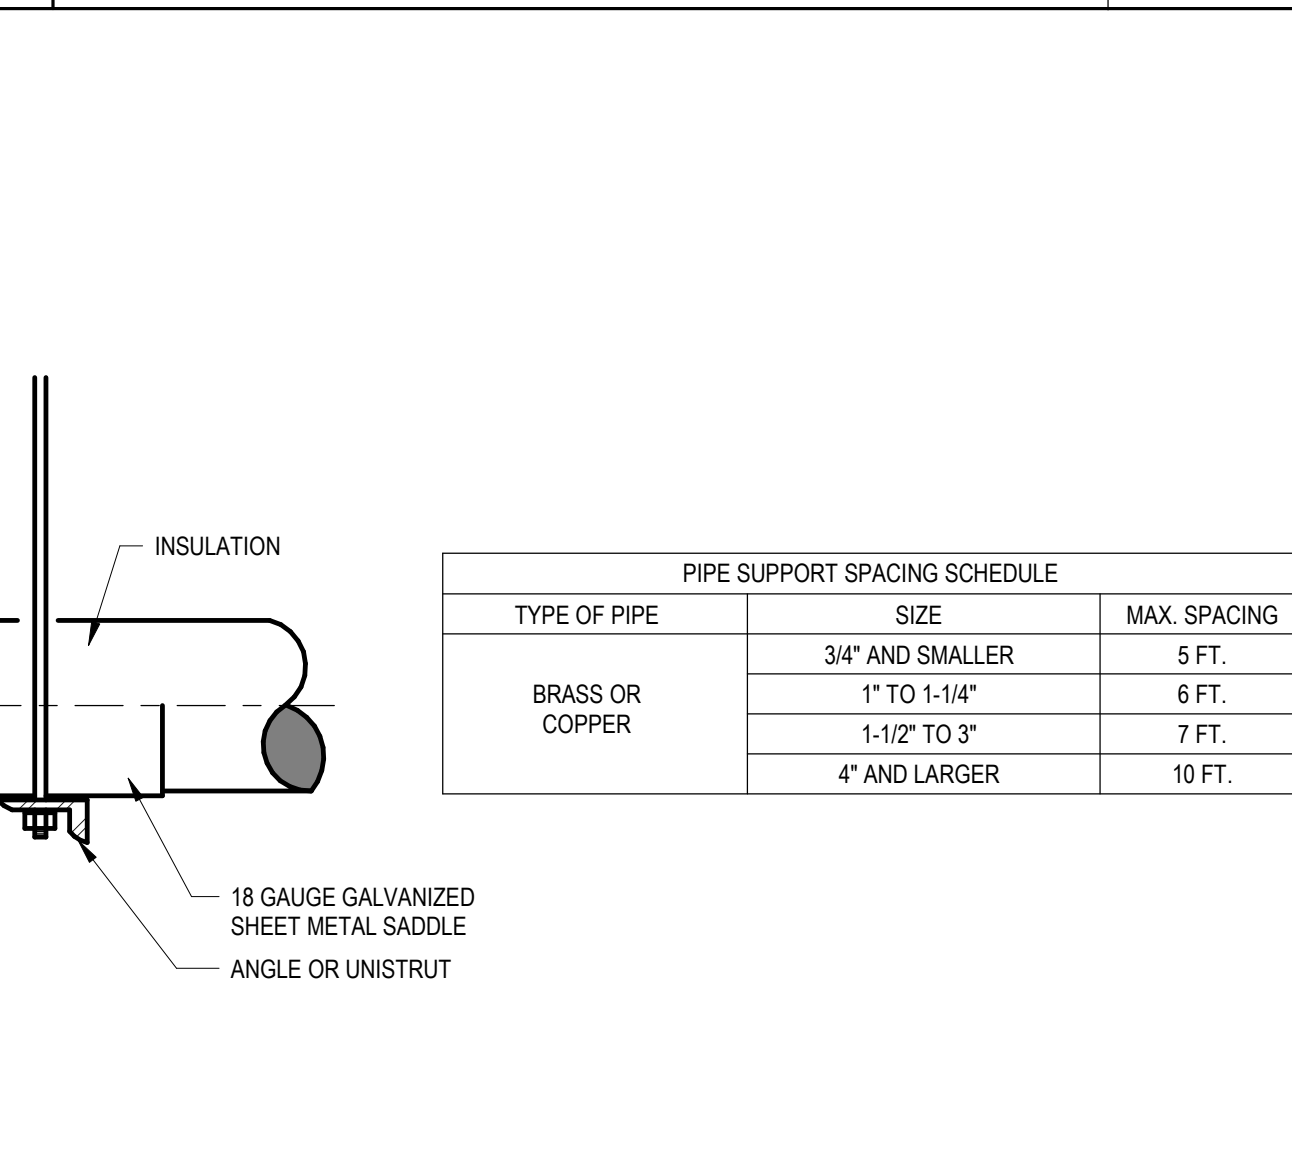 INSULATION
PIPE SUPPORT SPACING SCHEDULE
TYPE OF PIPE SIZE MAX. SPACING
BRASS OR
COPPER
3/4" AND SMALLER 5 FT.
1" TO 1-1/4" 6 FT.
1-1/2" TO 3" 7 FT.
4" AND LARGER 10 FT.
18 GAUGE GALVANIZED
SHEET METAL SADDLE
ANGLE OR UNISTRUT